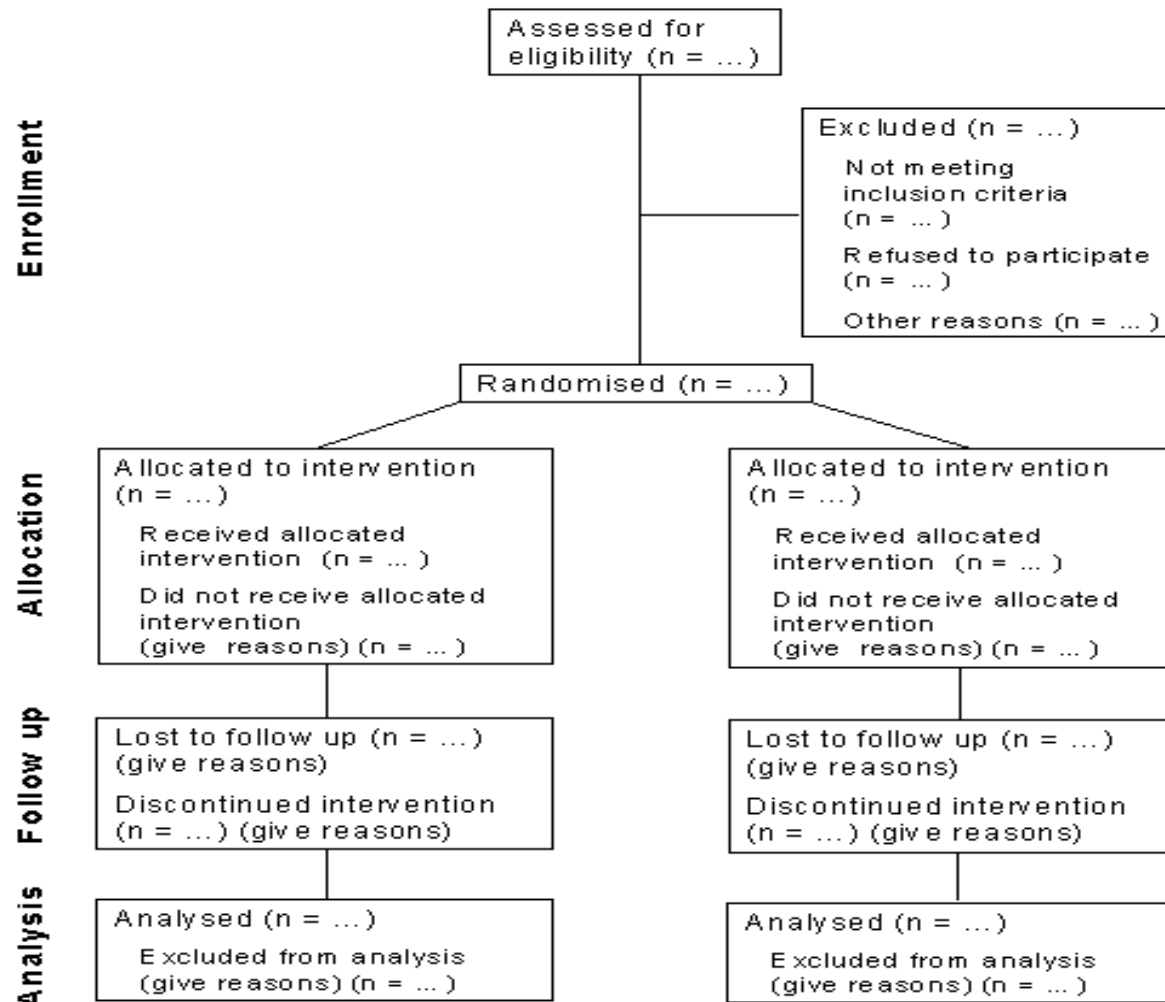 Assessed for
eligibility (n = ...)
Enrollment
Excluded (n = ...)
Not meeting
inclusion criteria
(n = ... )
Refused to participate
(n = ... )
Other reasons (n = ... )
Randomised (n = ...)
Allocation
Allocated to intervention
(n = ...)
Received allocated
intervention (n = ... )
Did not receive allocated
intervention
(give reasons) (n = ... )
Allocated to intervention
(n = ...)
Received allocated
intervention (n = ... )
Did not receive allocated
intervention
(give reasons) (n = ... )
Follow up
Lost to follow up (n = ...)
(give reasons)
Discontinued intervention
(n = ...) (give reasons)
Lost to follow up (n = ...)
(give reasons)
Discontinued intervention
(n = ...) (give reasons)
Analysis
Analysed (n = ...)
Excluded from analysis
(give reasons) (n = ... )
Analysed (n = ...)
Excluded from analysis
(give reasons) (n = ... )